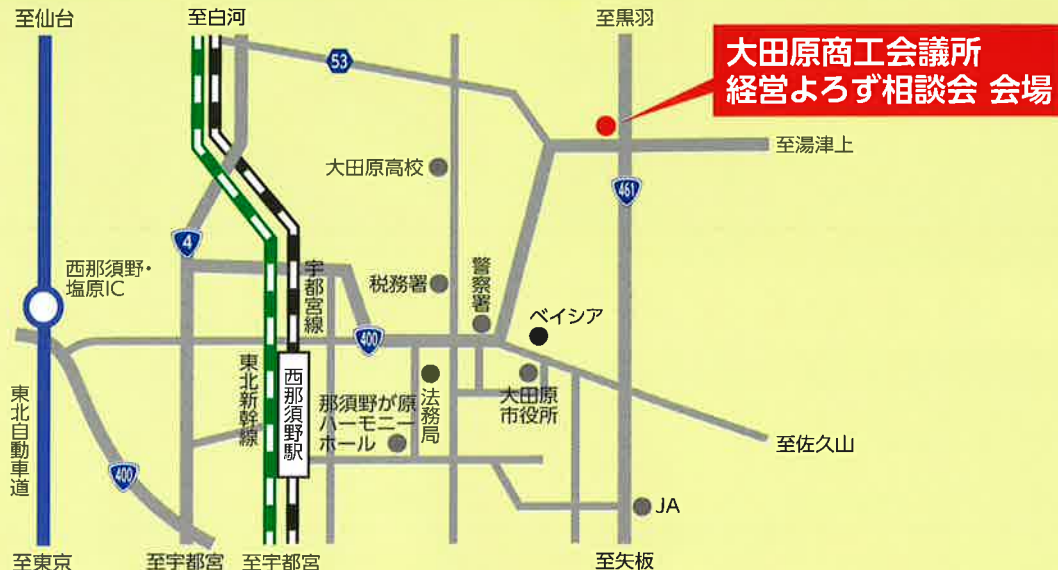 至仙台
至白河
至黒羽
大田原商工会議所
経営よろず相談会 会場
53
至湯津上
大田原高校
461
4
西那須野・
塩原IC
宇都宮線
税務署
警察署
ベイシア
400
東北新幹線
西那須野駅
那須野が原
ハーモニー
ホール
法務局
大田原
市役所
東北自動車道
400
至佐久山
JA
至東京
至宇都宮
至宇都宮
至矢板